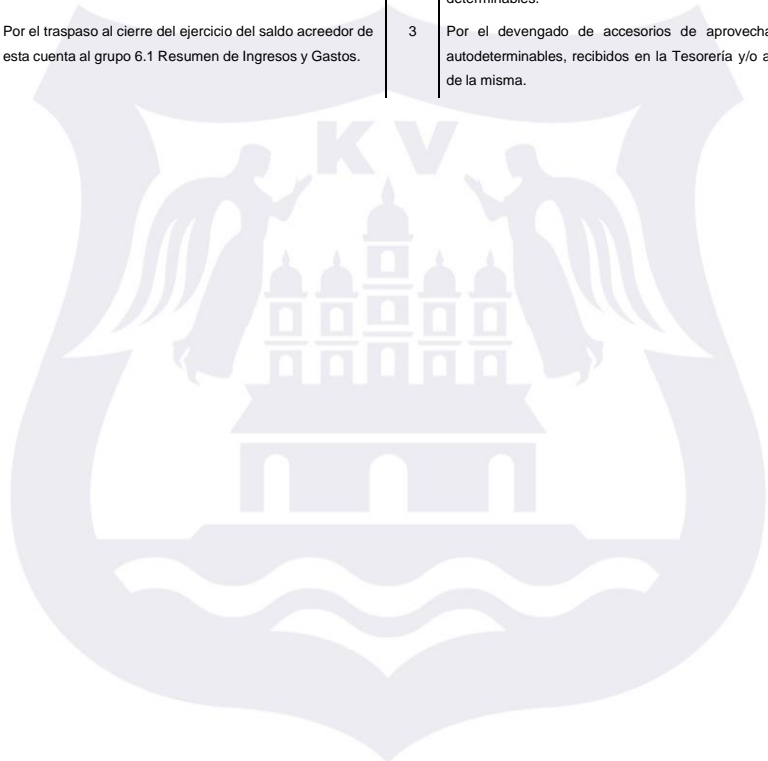 determinables.
Por el traspaso al cierre del ejercicio del saldo acreedor de
esta cuenta al grupo 6.1 Resumen de Ingresos y Gastos.
3
Por el devengado de accesorios de
autodeterminables, recibidos en la Tesorería y/o
de la misma.
K V